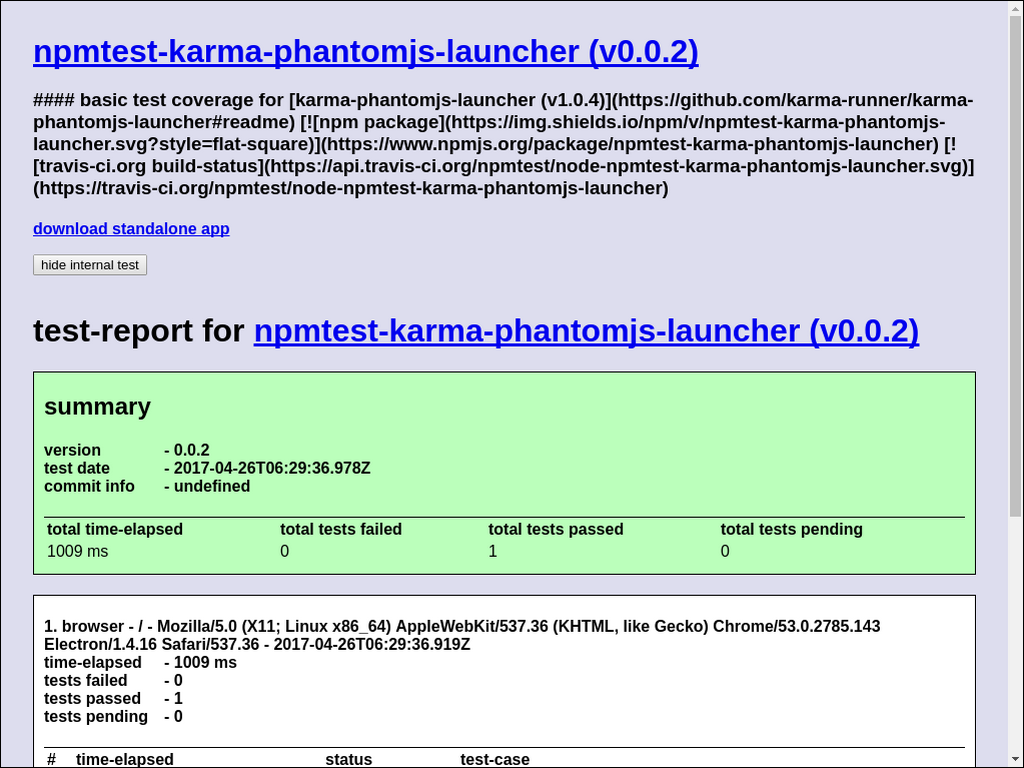 npmtest-karma-phantomjs-launcher (v0.0.2)
#### basic test coverage for [karma-phantomjs-launcher (v1.0.4)](https://github.com/karma-runner/karma-
phantomjs-launcher#readme) [![npm package](https://img.shields.io/npm/v/npmtest-karma-phantomjs-
launcher.svg?style=flat-square)](https://www.npmjs.org/package/npmtest-karma-phantomjs-launcher) [!
[travis-ci.org build-status](https://api.travis-ci.org/npmtest/node-npmtest-karma-phantomjs-launcher.svg)]
(https://travis-ci.org/npmtest/node-npmtest-karma-phantomjs-launcher)
download standalone app
hide internal test
test-report for npmtest-karma-phantomjs-launcher (v0.0.2)
summary
version - 0.0.2
test date - 2017-04-26T06:29:36.978Z
commit info - undefined
total time-elapsed total tests failed total tests passed total tests pending
1009 ms 0 1 0
1. browser - / - Mozilla/5.0 (X11; Linux x86_64) AppleWebKit/537.36 (KHTML, like Gecko) Chrome/53.0.2785.143
Electron/1.4.16 Safari/537.36 - 2017-04-26T06:29:36.919Z
time-elapsed - 1009 ms
tests failed - 0
tests passed - 1
tests pending - 0
# time-elapsed status test-case